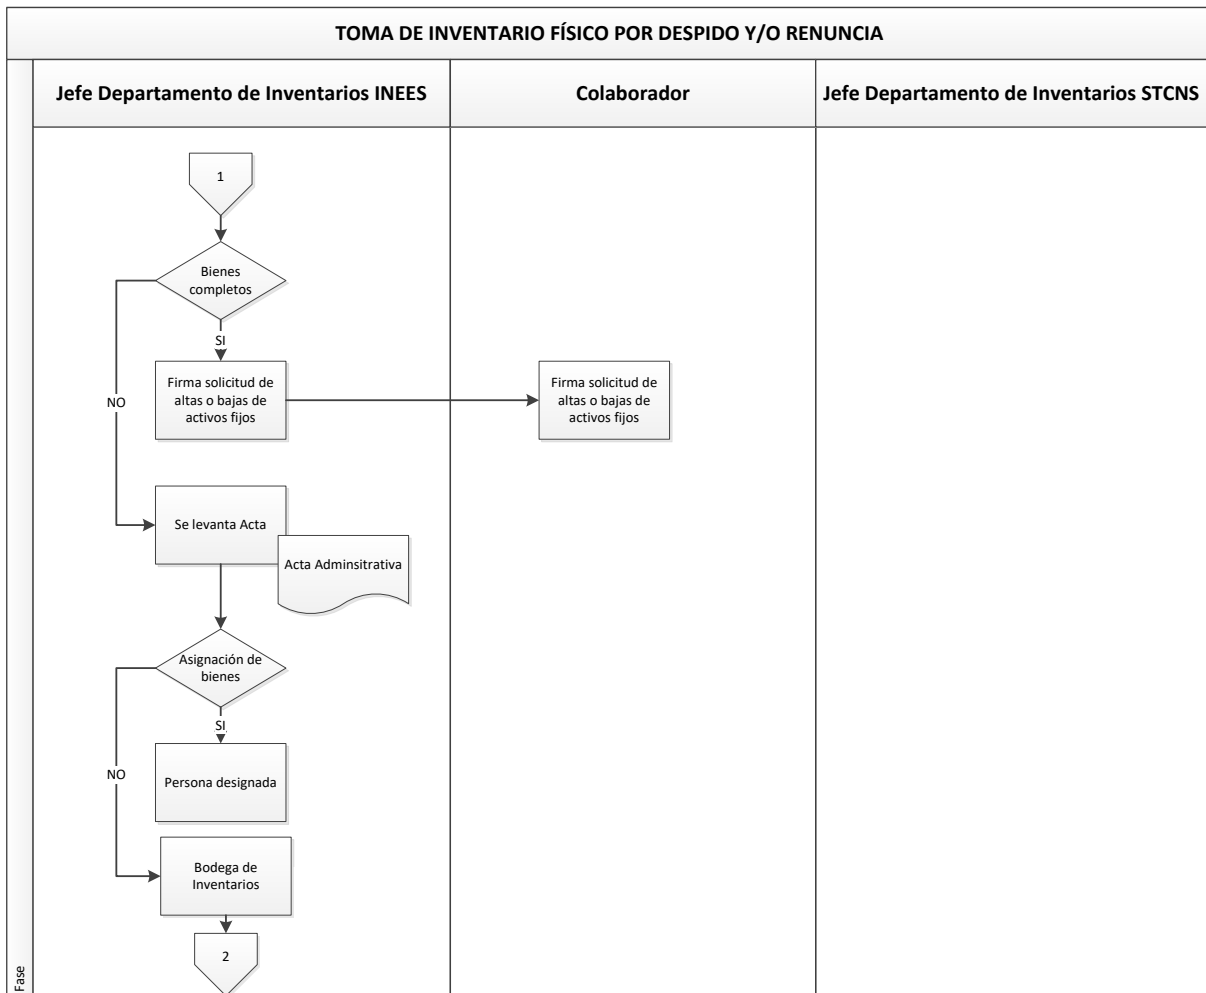 TOMA DE INVENTARIO FÍSICO POR DESPIDO Y/O RENUNCIA
Jefe Departamento de Inventarios INEES
Colaborador
Jefe Departamento de Inventarios STCNS
1
Bienes
completos
SI
NO
Firma solicitud de
altas o bajas de
activos fijos
Firma solicitud de
altas o bajas de
activos fijos
Se levanta Acta
Acta Adminsitrativa
Asignación de
bienes
SI
NO
Persona designada
Bodega de
Inventarios
2
Fase